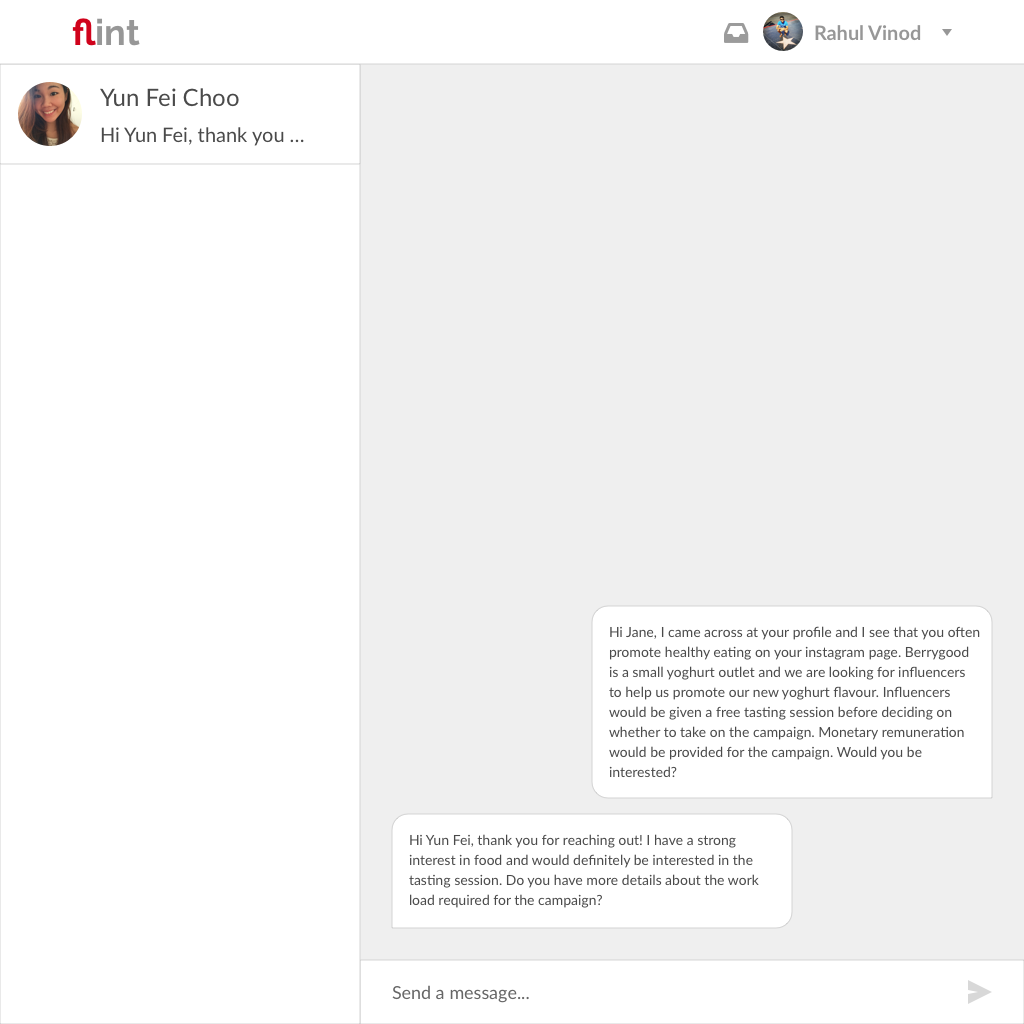 flint
Rahul Vinod
Yun Fei Choo
Hi Yun Fei, thank you ...
Hi Jane, I came across at your profile and I see that you often
promote healthy eating on your instagram page. Berrygood
is a small yoghurt outlet and we are looking for influencers
to help us promote our new yoghurt flavour. Influencers
would be given a free tasting session before deciding on
whether to take on the campaign. Monetary remuneration
would be provided for the campaign. Would you be
interested?
Hi Yun Fei, thank you for reaching out! I have a strong
interest in food and would definitely be interested in the
tasting session. Do you have more details about the work
load required for the campaign?
Send a message...